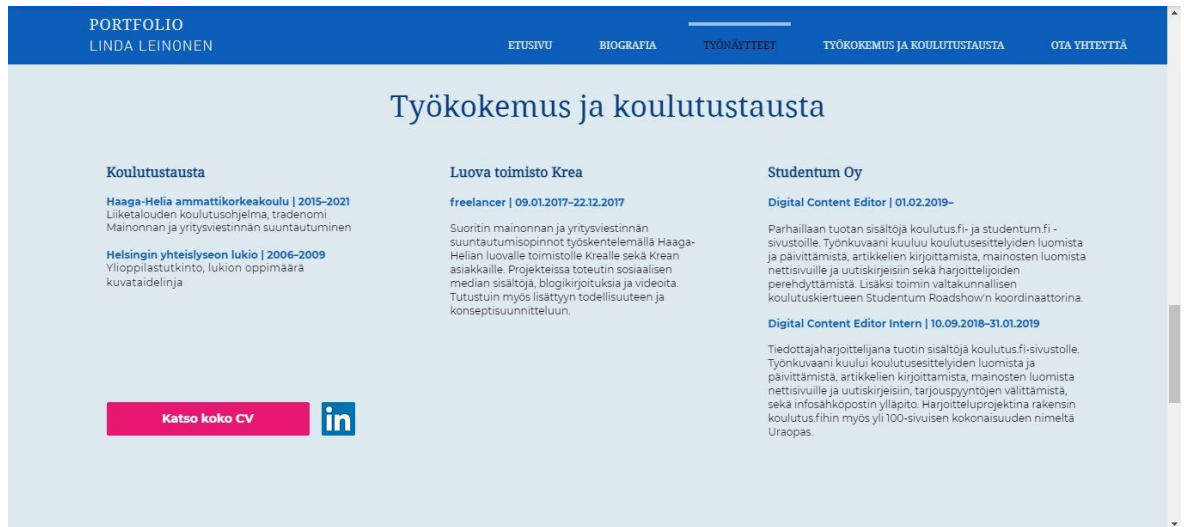 PORTFOLIO
LINDA LEINONEN
ETUSIVU
BIOGRAFIA
TYÖNÄYTTEET
TYÖKOKEMUS JA KOULUTUSTAUSTA
OTA YHTEYTTÄ
Työkokemus ja koulutustausta
Koulutustausta
Haaga-Helia ammattikorkeakoulu | 2015–2021
Liiketalouden koulutusohjelma, tradenomi
Mainonnan ja yritysviestinnän suuntautuminen
Helsingin yhteislyseon lukio | 2006–2009
Ylioppilastutkinto, lukion oppimäärä
kuvataidelinja
Katso koko CV
in
Luova toimisto Krea
freelancer | 09.01.2017–22.12.2017
Suoritin mainonnan ja yritysviestinnän
suuntautumisopinnot työskentelemällä Haaga-
Helian luovalle toimistolle Krealle sekä Krean
asiakkaille. Projekteissa toteutin sosiaalisen
median sisältöjä, blogikirjoituksia ja videoita.
Tutustuin myös lisättyyn todellisuuteen ja
konseptisuunnitteluun.
Studentum Oy
Digital Content Editor | 01.02.2019–
Parhaillaan tuotan sisältöjä koulutus.fi- ja studentum.fi -
sivustoille. Työnkuvaani kuuluu koulutusesittelyiden luomista
ja päivittämistä, artikkelien kirjoittamista, mainosten luomista
nettisivuille ja uutiskirjeisiin sekä harjoittelijoiden
perehdyttämistä. Lisäksi toimin valtakunnallisen
koulutuskiertueen Studentum Roadshow'n koordinaattorina.
Digital Content Editor Intern | 10.09.2018–31.01.2019
Tiedottajaharjoittelijana tuotin sisältöjä koulutus.fi-sivustolle.
Työnkuvaani kuului koulutusesittelyiden luomista ja
päivittämistä, artikkelien kirjoittamista, mainosten luomista
nettisivuille ja uutiskirjeisiin, tarjouspyyntöjen välittämistä,
sekä infosähköpostin ylläpito. Harjoitteluprojektina rakensin
koulutus.fihin myös yli 100-sivuisen kokonaisuuden nimeltä
Uraopas.